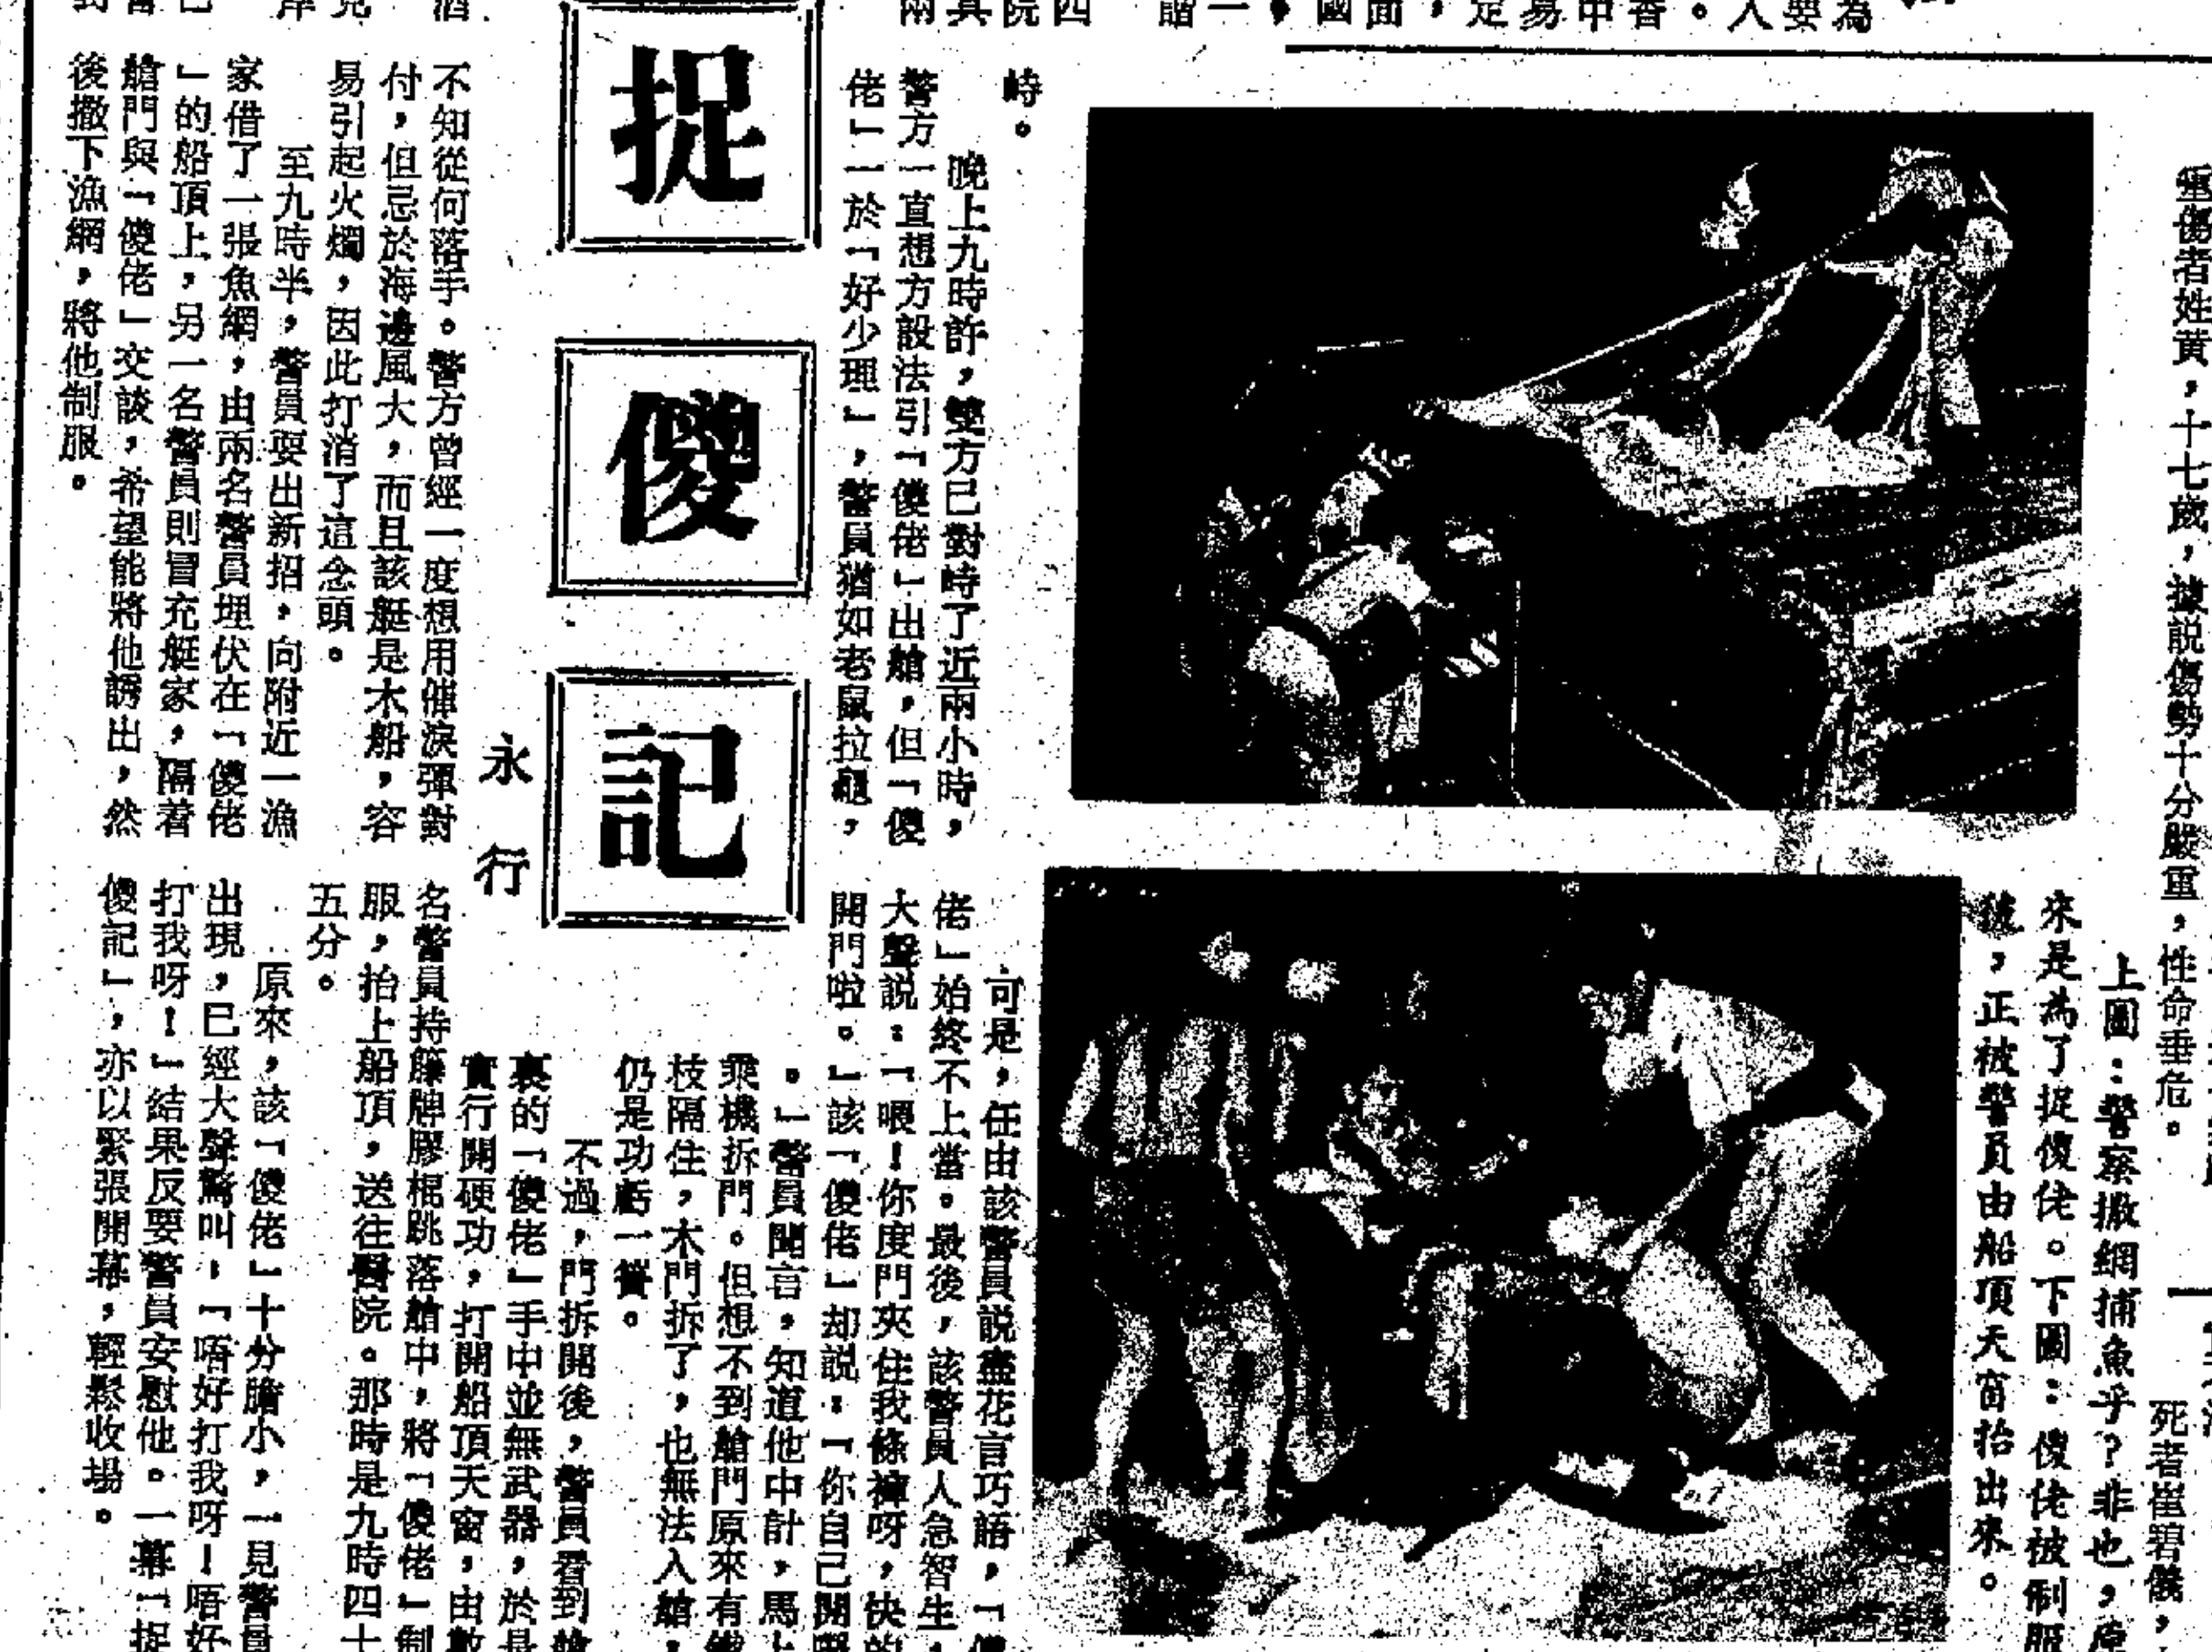 為要人。香中易定，面國
重傷者姓黃，十七歲，據說傷勢十分嚴重，性命垂危。
死者崔碧儀，
上圖：警察撒網捕魚乎？非也，原
來是為了捉傻佬。下圖：傻佬被制服
後，正被警員由船頂天窗抬出來。
峙。
晚上九時許，雙方已對峙了近兩小時，
警方一直想方設法引「傻佬」出艙，但「傻
佬」一於「好少理」，警員猶如老鼠拉龜，
捉傻記
永行
不知從何落手。警方曾經一度想用催淚彈對
付，但忌於海邊風大，而且該艇是木船，容
易引起火燭，因此打消了這念頭。
至九時半，警員要出新招，向附近一漁
家借了一張魚網，由兩名警員埋伏在「傻佬
」的船頂上，另一名警員則冒充艇家，隔着
艙門與「傻佬」交談，希望能將他誘出，然
後撒下漁網，將他制服。
可是，任由該警員說盡花言巧語，「傻
佬」始終不上當。最後，該警員人急智生，
大聲說：「喂！你度門夾住我條褲呀，快的
開門啦。」該「傻佬」却說：「你自己開
。」警員聞言，知道他中計，馬上
乘機拆門。但想不到艙門原來有鐵
枝隔住，木門拆了，也無法入艙，
仍是功虧一簣。
不過，門拆開後，警員看到艙
裏的「傻佬」手中並無武器，於是
實行開硬功，打開船頂天窗，由數
名警員持籐牌膠棍跳落艙中，將「傻佬」制
服，抬上船頂，送往醫院。那時是九時四十
五分。
原來，該「傻佬」十分膽小，一見警員
出現，已經大聲驚叫，「唔好打我呀！唔好
打我呀！」結果反要警員安慰他。一幕「捉
傻記」，亦以緊張開幕，輕鬆收場。